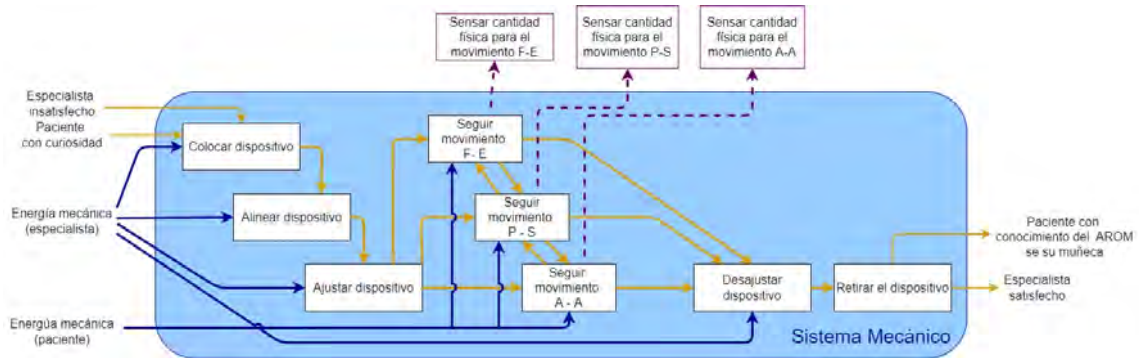 Sensar cantidad
física para el
movimiento F-E
Sensar cantidad
física para el
movimiento P-S
Sensar cantidad
física para el
movimiento A-A
Especialista
insatisfecho
Paciente
con curiosidad
Colocar dispositivo
Seguir
movimiento
F- E
Alinear dispositivo
Seguir
movimiento
P - S
Energía mecánica
(especialista)
Ajustar dispositivo
Seguir
movimiento
A - A
Desajustar
dispositivo
Retirar el dispositivo
Paciente con
conocimiento del AROM
se su muñeca
Especialista
satisfecho
Energúa mecánica
(paciente)
Sistema Mecánico